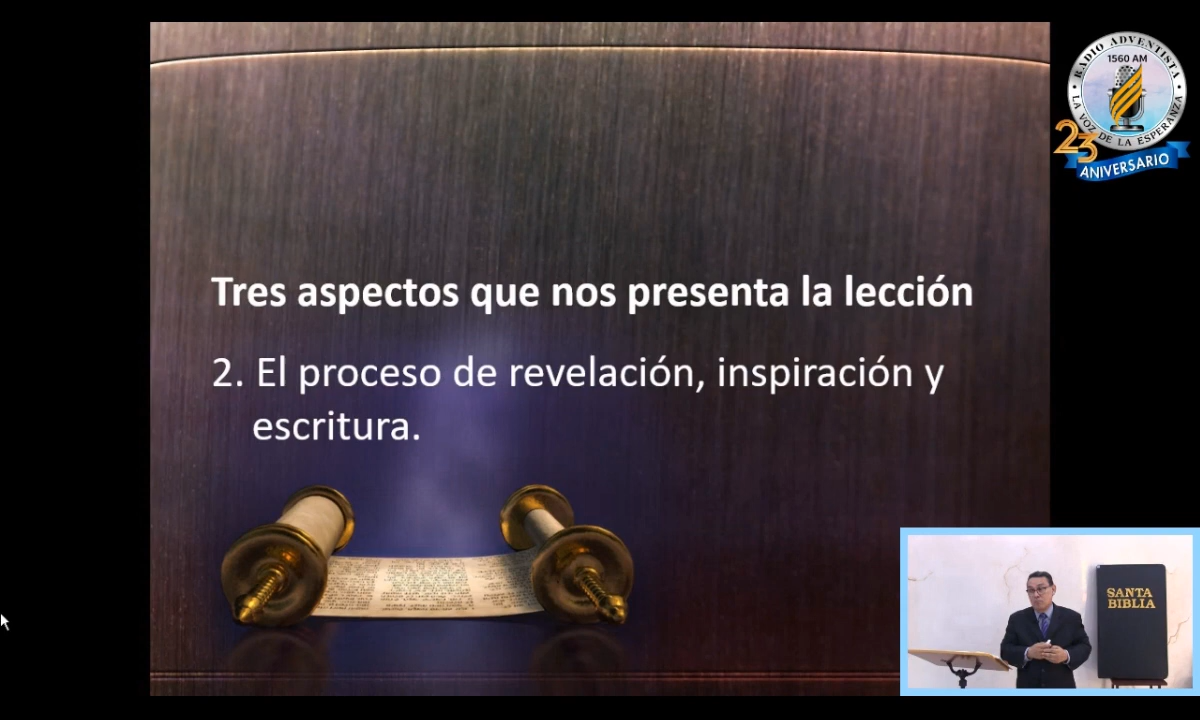 RADIO ADVENTISTA
1560 AM
LA VOZ DE LA ESPERANZA
23
ANIVERSARIO
Tres aspectos que nos presenta la lección
2. El proceso de revelación, inspiración y
escritura.
SANTA
BIBLIA